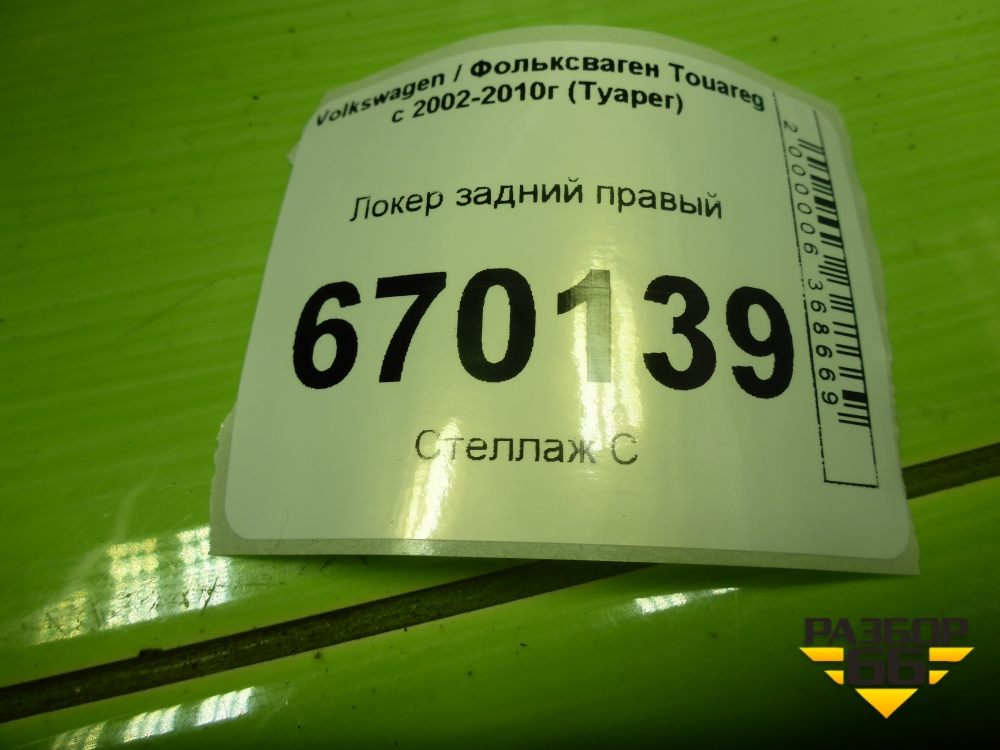 Volkswagen / Фольксваген Touareg
с 2002-2010г (Туарег)
Локер задний правый
670139
Стеллаж С
2000006368669
РАЗБОР
66